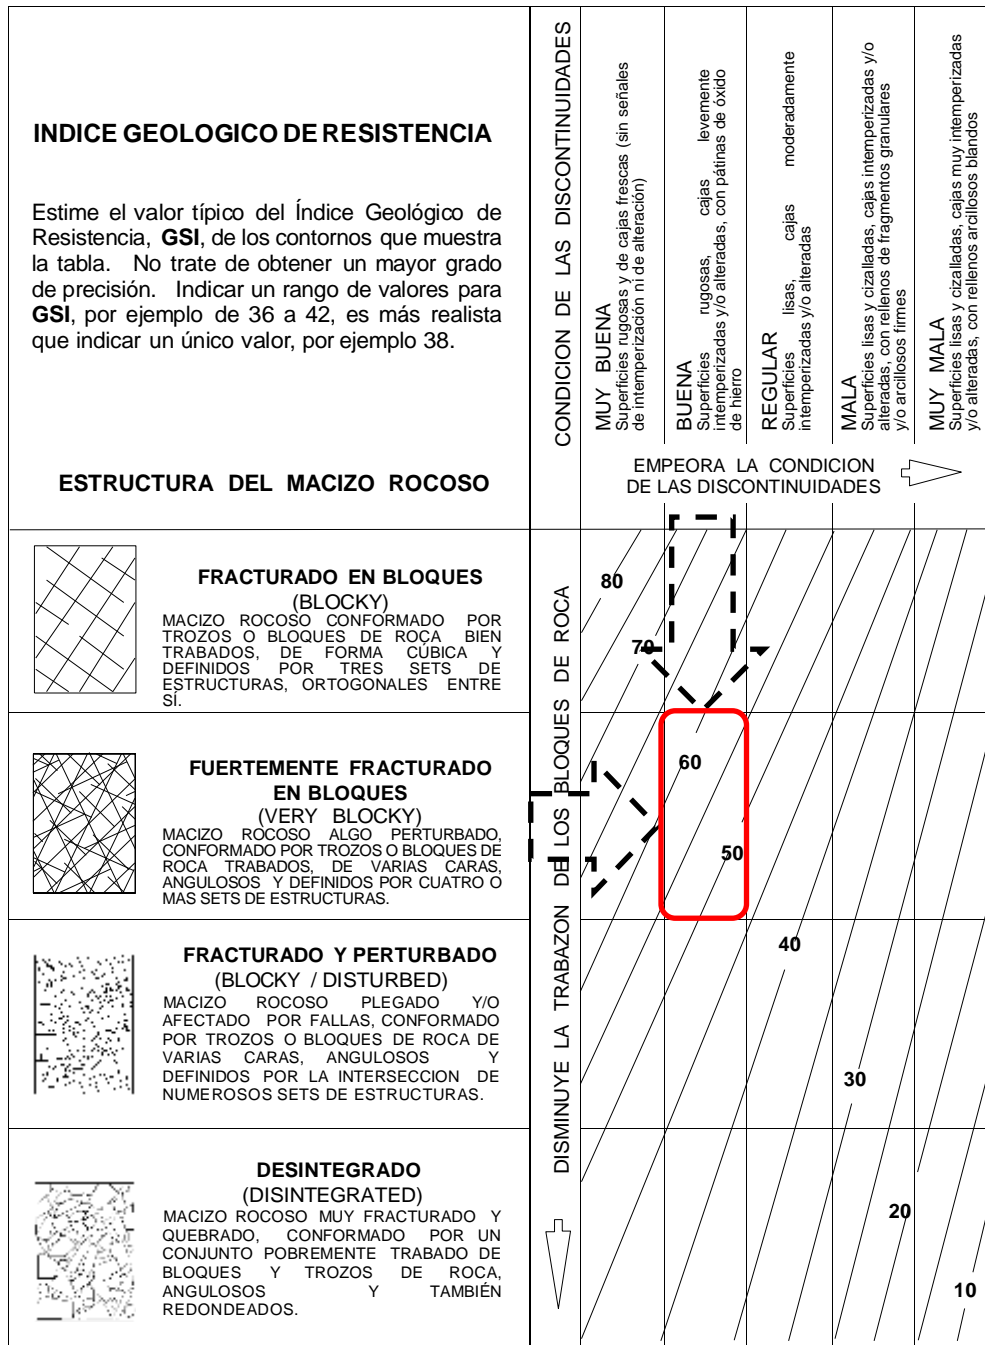 INDICE GEOLOGICO DE RESISTENCIA
Estime el valor típico del Índice Geológico de
Resistencia, GSI, de los contornos que muestra
la tabla. No trate de obtener un mayor grado
de precisión. Indicar un rango de valores para
GSI, por ejemplo de 36 a 42, es más realista
que indicar un único valor, por ejemplo 38.
ESTRUCTURA DEL MACIZO ROCOSO
CONDICION DE LAS DISCONTINUIDADES
MUY BUENA
Superficies rugosas y de cajas frescas (sin señales
de intemperización ni de alteración)
BUENA
Superficies rugosas, cajas levemente
intemperizadas y/o alteradas, con pátinas de óxido
de hierro
REGULAR
Superficies lisas, cajas moderadamente
intemperizadas y/o alteradas
MALA
Superficies lisas y cizalladas, cajas intemperizadas y/o
alteradas, con rellenos de fragmentos granulares
y/o arcillosos firmes
MUY MALA
Superficies lisas y cizalladas, cajas muy intemperizadas
y/o alteradas, con rellenos arcillosos blandos
EMPEORA LA CONDICION
DE LAS DISCONTINUIDADES
FRACTURADO EN BLOQUES
(BLOCKY)
MACIZO ROCOSO CONFORMADO POR
TROZOS O BLOQUES DE ROCA BIEN
TRABADOS, DE FORMA CÚBICA Y
DEFINIDOS POR TRES SETS DE
ESTRUCTURAS, ORTOGONALES ENTRE
SÍ.
FUERTEMENTE FRACTURADO
EN BLOQUES
(VERY BLOCKY)
MACIZO ROCOSO ALGO PERTURBADO,
CONFORMADO POR TROZOS O BLOQUES DE
ROCA TRABADOS, DE VARIAS CARAS,
ANGULOSOS Y DEFINIDOS POR CUATRO O
MAS SETS DE ESTRUCTURAS.
FRACTURADO Y PERTURBADO
(BLOCKY / DISTURBED)
MACIZO ROCOSO PLEGADO Y/O
AFECTADO POR FALLAS, CONFORMADO
POR TROZOS O BLOQUES DE ROCA DE
VARIAS CARAS, ANGULOSOS Y
DEFINIDOS POR LA INTERSECCION DE
NUMEROSOS SETS DE ESTRUCTURAS.
DESINTEGRADO
(DISINTEGRATED)
MACIZO ROCOSO MUY FRACTURADO Y
QUEBRADO, CONFORMADO POR UN
CONJUNTO POBREMENTE TRABADO DE
BLOQUES Y TROZOS DE ROCA,
ANGULOSOS Y TAMBIÉN
REDONDEADOS.
DISMINUYE LA TRABAZON DE LOS BLOQUES DE ROCA
80
70
60
50
40
30
20
10